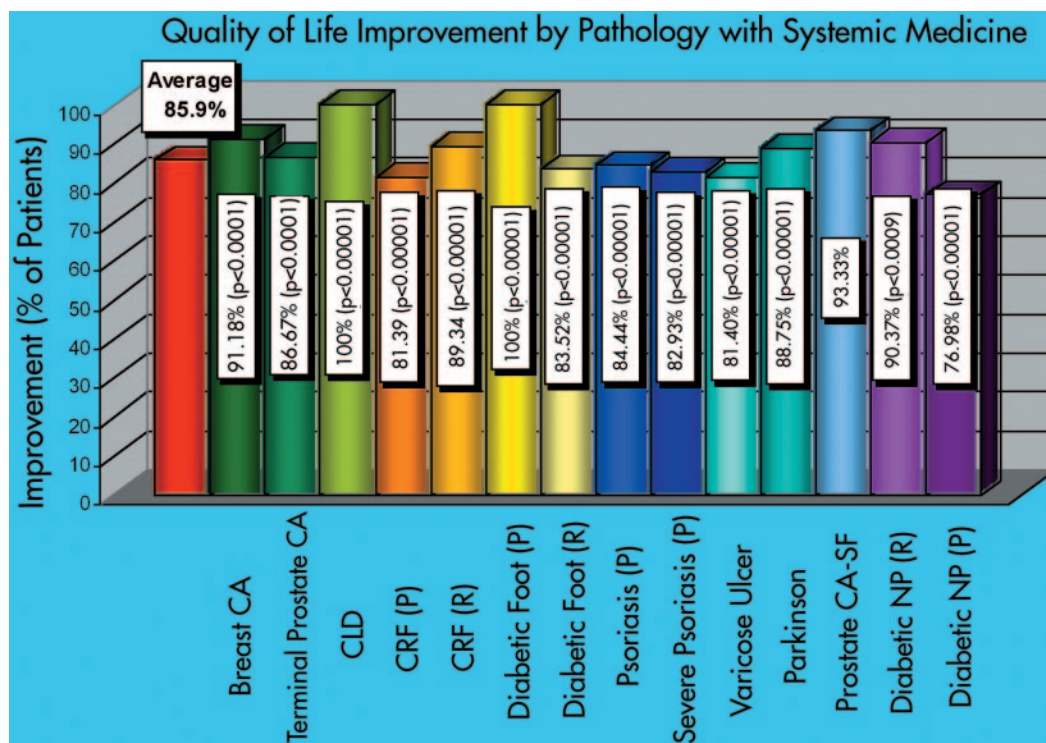 Quality of Life Improvement by Pathology with Systemic Medicine
Average
85.9%
Improvement (% of Patients)
100
90
80
70
60
50
40
30
20
10
0
91.18% (p<0.0001)
86.67% (p<0.0001)
100% (p<0.00001)
81.39 (p<0.00001)
89.34 (p<0.00001)
100% (p<0.00001)
83.52% (p<0.00001)
84.44% (p<0.00001)
82.93% (p<0.00001)
81.40% (p<0.00001)
88.75% (p<0.00001)
93.33%
90.37% (p<0.0009)
76.98% (p<0.00001)
Breast CA
Terminal Prostate CA
CLD
CRF (P)
CRF (R)
Diabetic Foot (P)
Diabetic Foot (R)
Psoriasis (P)
Severe Psoriasis (P)
Varicose Ulcer
Parkinson
Prostate CA-SF
Diabetic NP (R)
Diabetic NP (P)